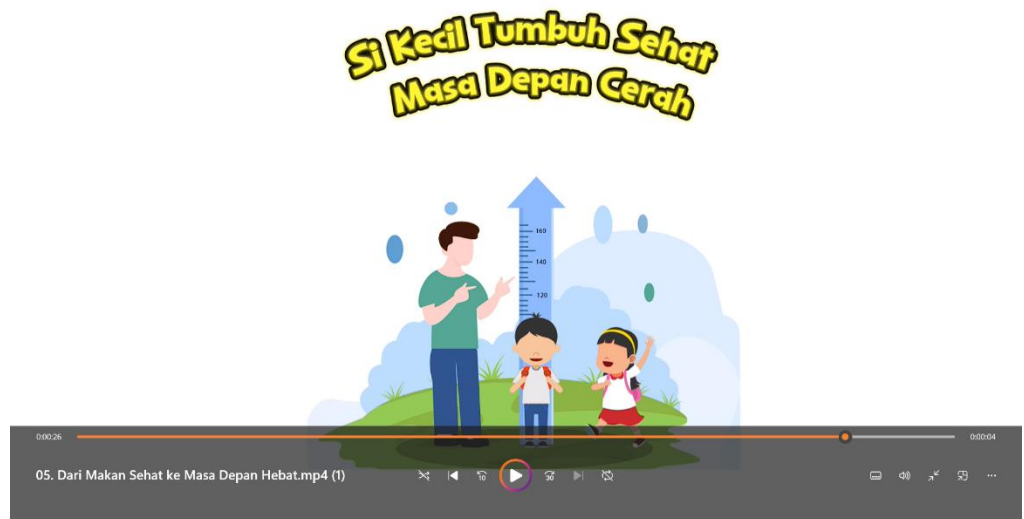 Si Kecil Tumbuh Sehat
Masa Depan Cerah
160
140
120
0:00:26
0:00:04
05. Dari Makan Sehat ke Masa Depan Hebat.mp4 (1)
10
30